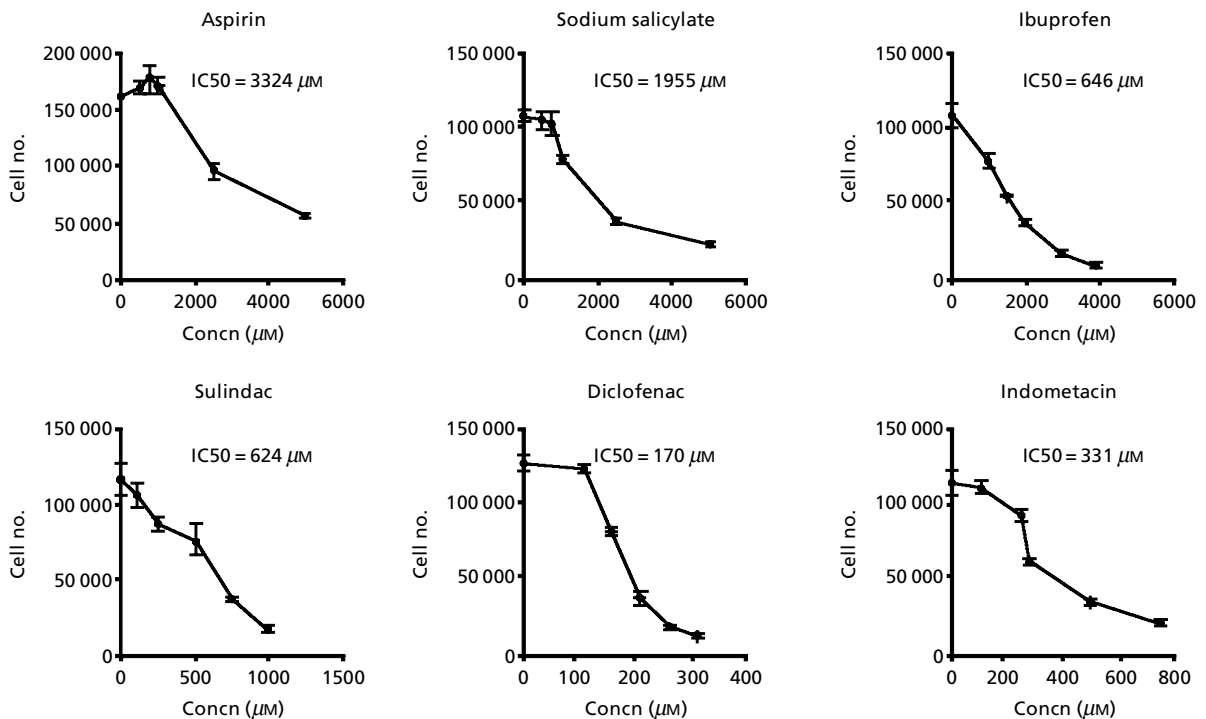 Aspirin
200 000
150 000
100 000
50 000
0
Cell no.
IC50 = 3324 μM
0 2000 4000 6000
Concn (μM)
Sodium salicylate
150 000
100 000
50 000
0
Cell no.
IC50 = 1955 μM
0 2000 4000 6000
Concn (μM)
Ibuprofen
150 000
100 000
50 000
0
Cell no.
IC50 = 646 μM
0 2000 4000 6000
Concn (μM)
Sulindac
150 000
100 000
50 000
0
Cell no.
IC50 = 624 μM
0 500 1000 1500
Concn (μM)
Diclofenac
150 000
100 000
50 000
0
Cell no.
IC50 = 170 μM
0 100 200 300 400
Concn (μM)
Indometacin
150 000
100 000
50 000
0
Cell no.
IC50 = 331 μM
0 200 400 600 800
Concn (μM)